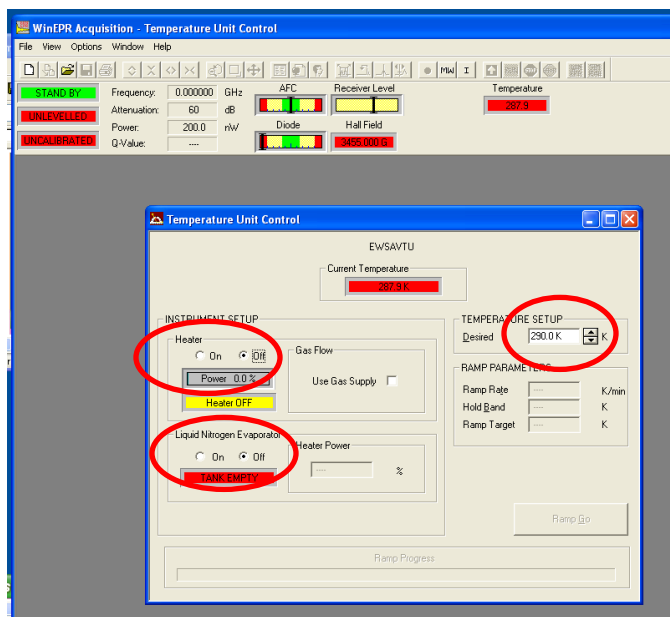 WinEPR Acquisition - Temperature Unit Control
File View Options Window Help
MW I
STAND BY Frequency: 0.000000 GHz AFC Receiver Level Temperature
UNLEVELLED Attenuation: 60 dB 287.9
Power: 200.0 nW Diode Hall Field
UNCALIBRATED Q-Value: ---- 3455.000 G
Temperature Unit Control
EWSAVTU
Current Temperature
287.9 K
INSTRUMENT SETUP
Heater
On Off
Power 0.0 %
Heater OFF
Gas Flow
Use Gas Supply
Liquid Nitrogen Evaporator
On Off
TANK EMPTY
Heater Power
---- %
TEMPERATURE SETUP
Desired 290.0 K K
RAMP PARAMETERS
Ramp Rate ---- K/min
Hold Band ---- K
Ramp Target ---- K
Ramp Go
Ramp Progress